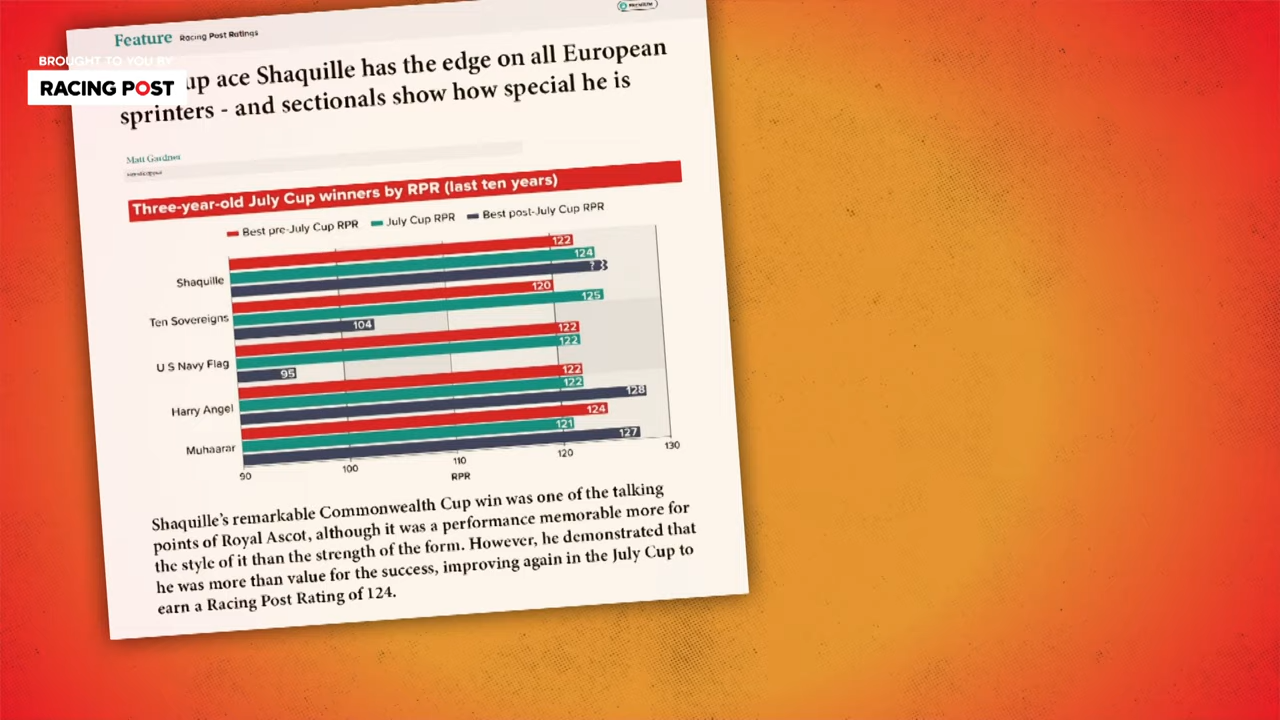 PREMIUM
Feature Racing Post Ratings
BROUGHT TO YOU BY
RACING POST
up ace Shaquille has the edge on all European
sprinters - and sectionals show how special he is
Matt Gardner
Three-year-old July Cup winners by RPR (last ten years)
Best pre-July Cup RPR July Cup RPR Best post-July Cup RPR
Shaquille 122 124 ?
Ten Sovereigns 120 125 104
U S Navy Flag 122 122 95
Harry Angel 122 122 128
Muhaarar 124 121 127
90 100 110 120 130
RPR
Shaquille's remarkable Commonwealth Cup win was one of the talking
points of Royal Ascot, although it was a performance memorable more for
the style of it than the strength of the form. However, he demonstrated that
he was more than value for the success, improving again in the July Cup to
earn a Racing Post Rating of 124.